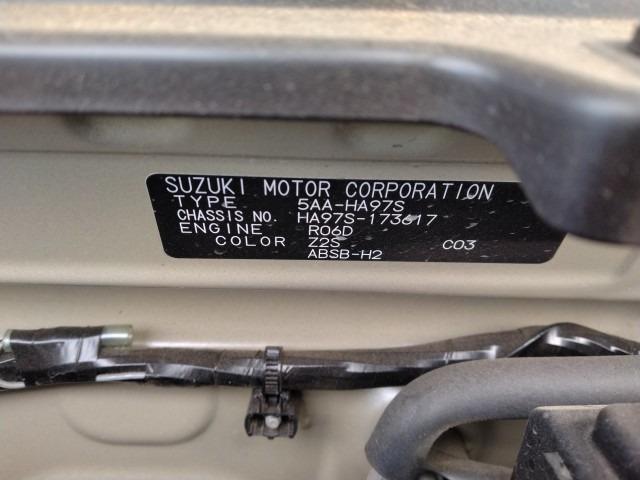 SUZUKI MOTOR CORPORATION
TYPE 5AA-HA97S
CHASSIS NO. HA97S-173617
ENGINE R06D
COLOR Z2S C03
ABSB-H2